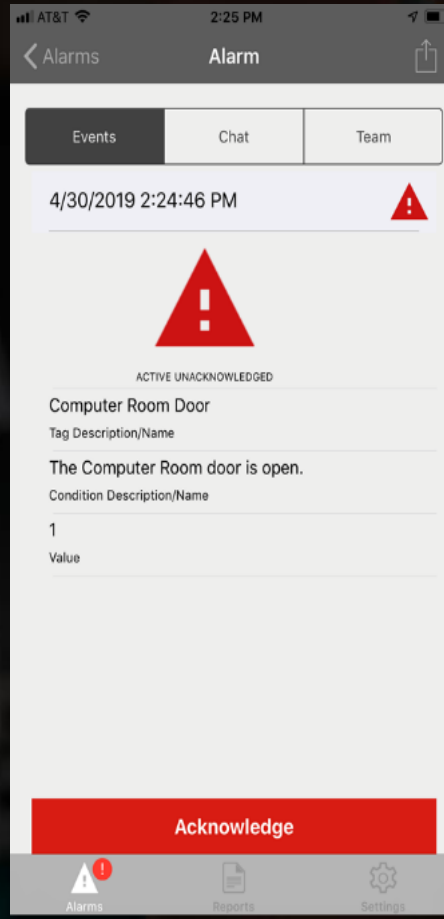 AT&T 2:25 PM
Alarms Alarm
Events Chat Team
4/30/2019 2:24:46 PM
ACTIVE UNACKNOWLEDGED
Computer Room Door
Tag Description/Name
The Computer Room door is open.
Condition Description/Name
1
Value
Acknowledge
Alarms Reports Settings